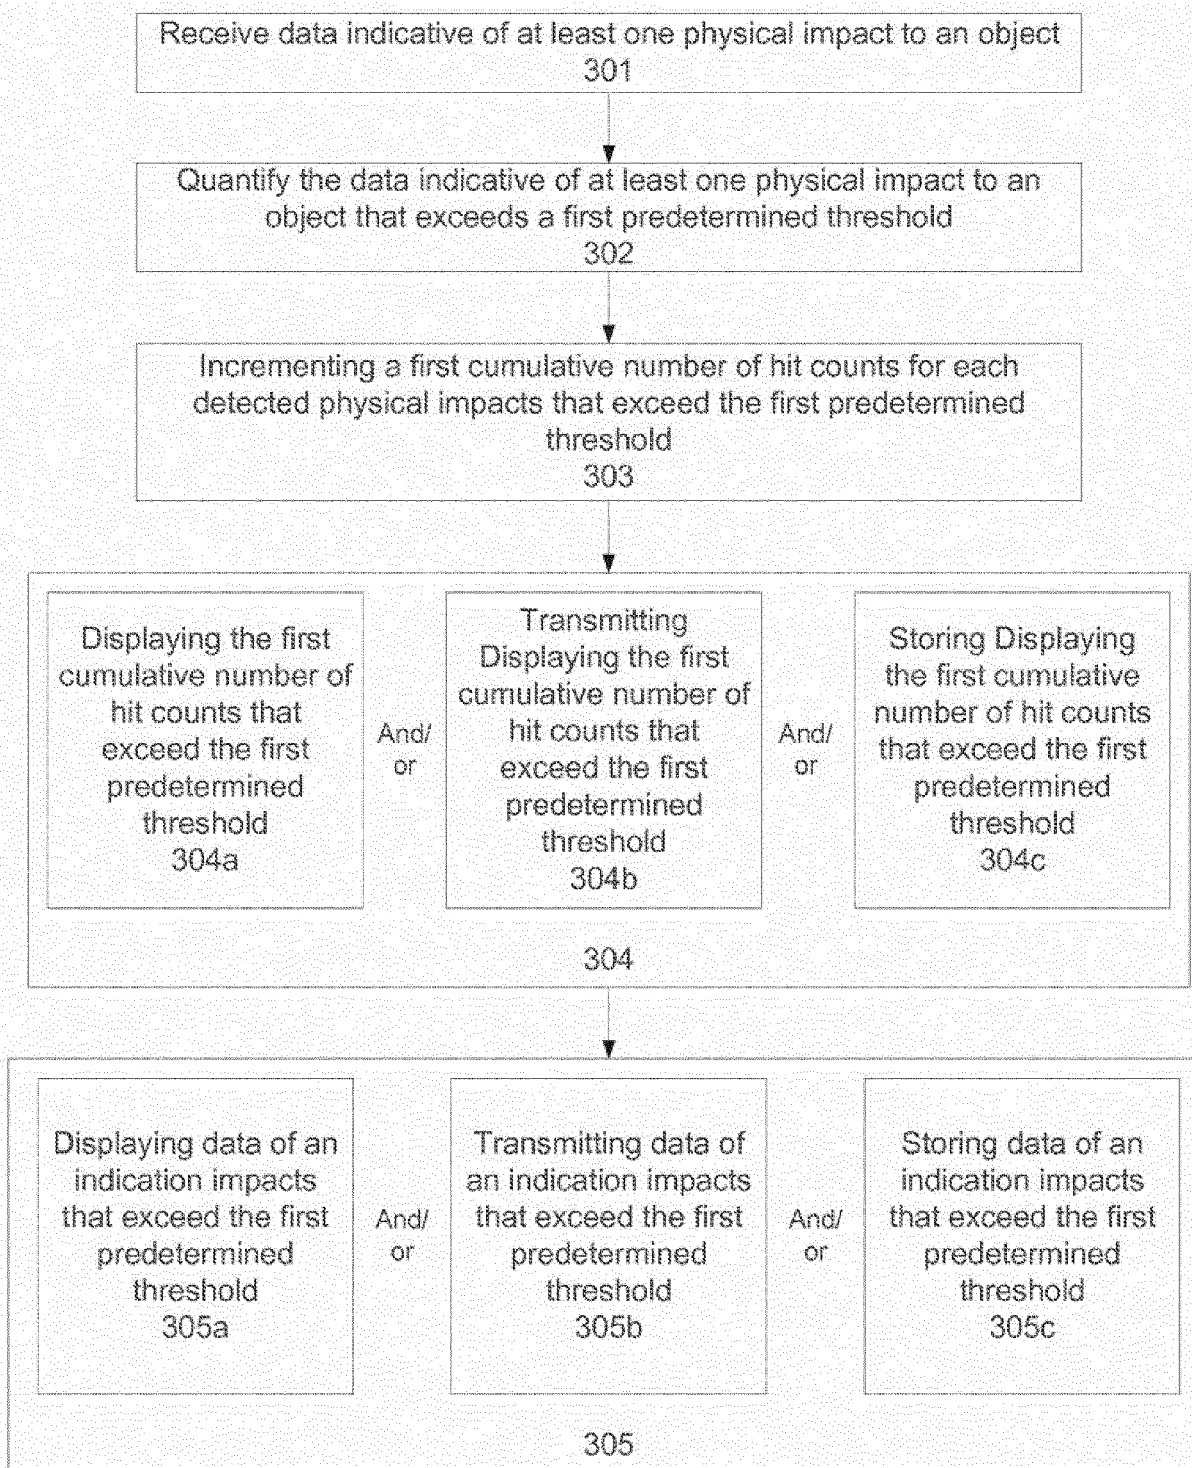 Receive data indicative of at least one physical impact to an object
301
Quantify the data indicative of at least one physical impact to an
object that exceeds a first predetermined threshold
302
Incrementing a first cumulative number of hit counts for each
detected physical impacts that exceed the first predetermined
threshold
303
Displaying the first
cumulative number of
hit counts that
exceed the first
predetermined
threshold
304a
And/
or
Transmitting
Displaying the first
cumulative number of
hit counts that
exceed the first
predetermined
threshold
304b
And/
or
Storing Displaying
the first cumulative
number of hit counts
that exceed the first
predetermined
threshold
304c
304
Displaying data of an
indication impacts
that exceed the first
predetermined
threshold
305a
And/
or
Transmitting data of
an indication impacts
that exceed the first
predetermined
threshold
305b
And/
or
Storing data of an
indication impacts
that exceed the first
predetermined
threshold
305c
305